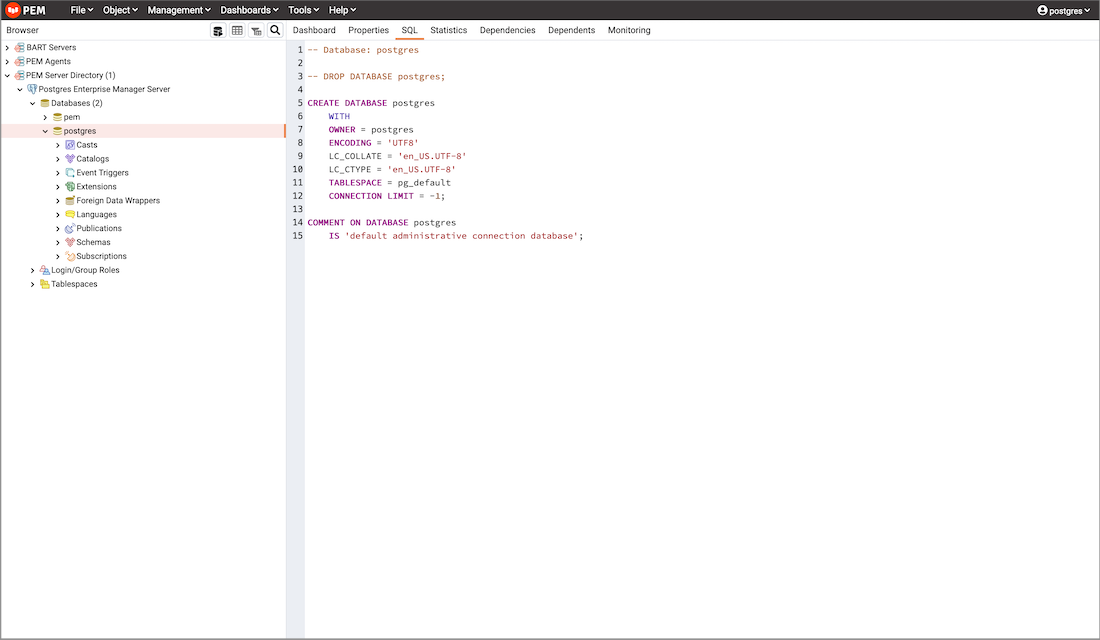 PEM File Object Management Dashboards Tools Help postgres
Browser
Dashboard Properties SQL Statistics Dependencies Dependents Monitoring
BART Servers
PEM Agents
PEM Server Directory (1)
Postgres Enterprise Manager Server
Databases (2)
pem
postgres
Casts
Catalogs
Event Triggers
Extensions
Foreign Data Wrappers
Languages
Publications
Schemas
Subscriptions
Login/Group Roles
Tablespaces
1 -- Database: postgres
2
3 -- DROP DATABASE postgres;
4
5 CREATE DATABASE postgres
6     WITH
7     OWNER = postgres
8     ENCODING = 'UTF8'
9     LC_COLLATE = 'en_US.UTF-8'
10     LC_CTYPE = 'en_US.UTF-8'
11     TABLESPACE = pg_default
12     CONNECTION LIMIT = -1;
13
14 COMMENT ON DATABASE postgres
15     IS 'default administrative connection database';